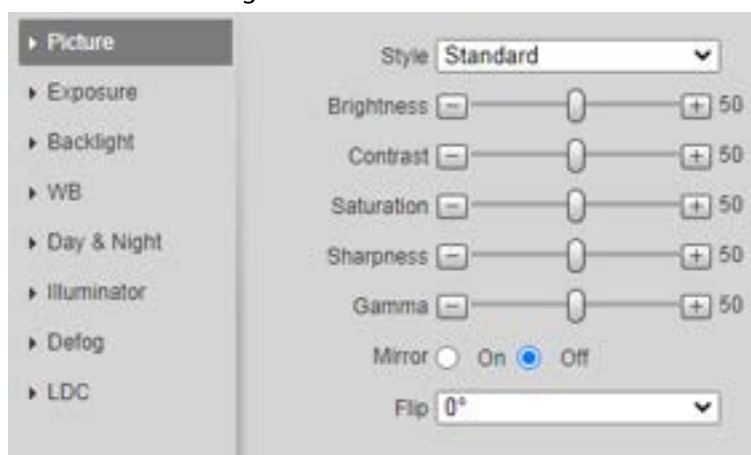 Picture
Exposure
Backlight
WB
Day & Night
Illuminator
Defog
LDC
Style Standard
Brightness - + 50
Contrast - + 50
Saturation - + 50
Sharpness - + 50
Gamma - + 50
Mirror On Off
Flip 0°